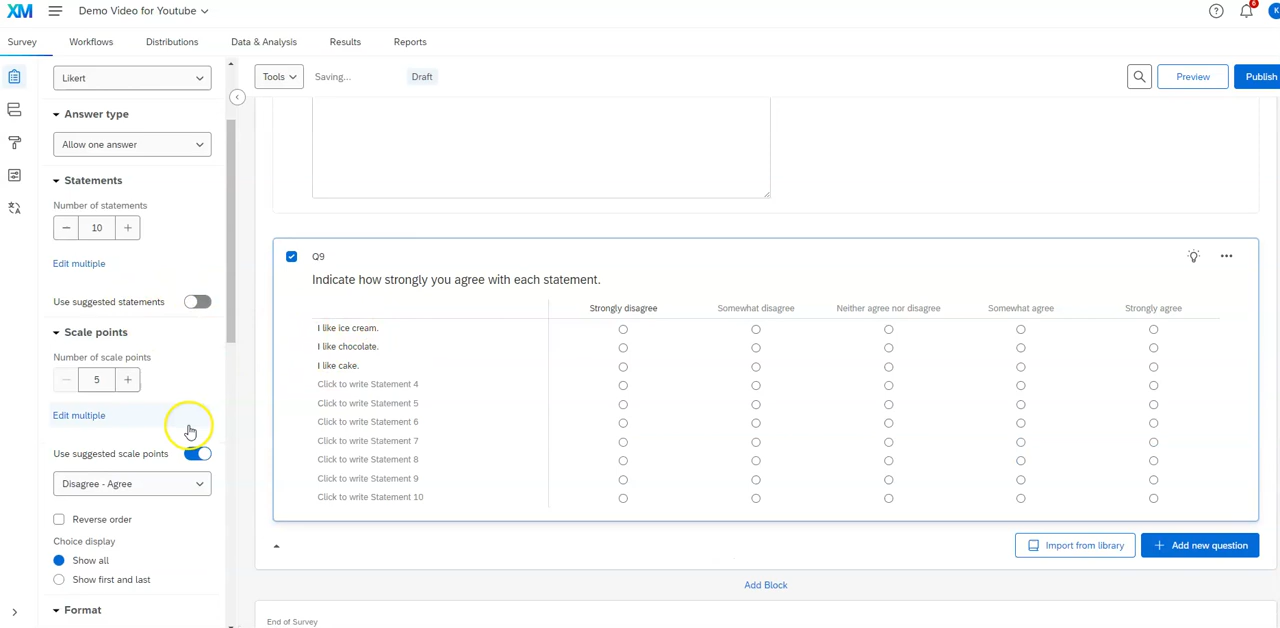 XM Demo Video for Youtube
6
K
Survey Workflows Distributions Data & Analysis Results Reports
Likert
Tools Saving... Draft Preview Publish
Answer type
Allow one answer
Statements
Number of statements
10
Edit multiple
Use suggested statements
Scale points
Number of scale points
5
Edit multiple
Use suggested scale points
Disagree - Agree
Reverse order
Choice display
Show all
Show first and last
Format
Q9
Indicate how strongly you agree with each statement.
Strongly disagree Somewhat disagree Neither agree nor disagree Somewhat agree Strongly agree
I like ice cream.
I like chocolate.
I like cake.
Click to write Statement 4
Click to write Statement 5
Click to write Statement 6
Click to write Statement 7
Click to write Statement 8
Click to write Statement 9
Click to write Statement 10
Import from library Add new question
Add Block
End of Survey